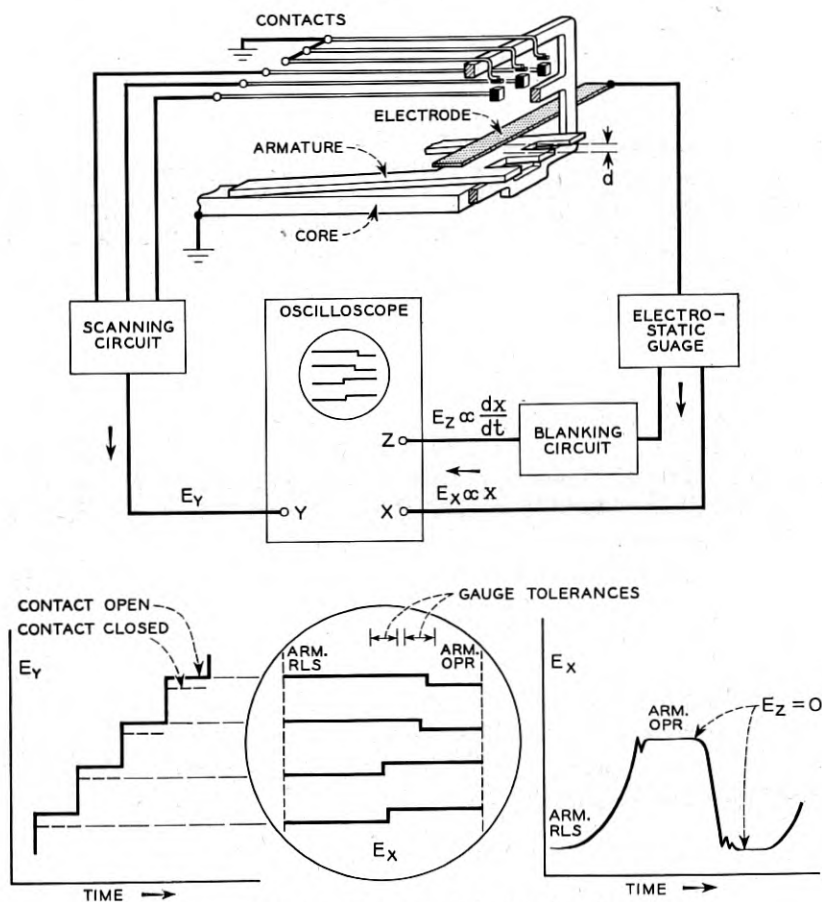 CONTACTS
ELECTRODE
ARMATURE
d
CORE
SCANNING
CIRCUIT
OSCILLOSCOPE
ELECTRO-
STATIC
GUAGE
Z
E_Z ∝ dx/dt
BLANKING
CIRCUIT
E_Y
Y
X
E_X ∝ X
CONTACT OPEN
CONTACT CLOSED
GAUGE TOLERANCES
E_Y
ARM.
RLS
ARM.
OPR
E_X
TIME
E_X
ARM.
OPR
E_Z = O
ARM.
RLS
TIME